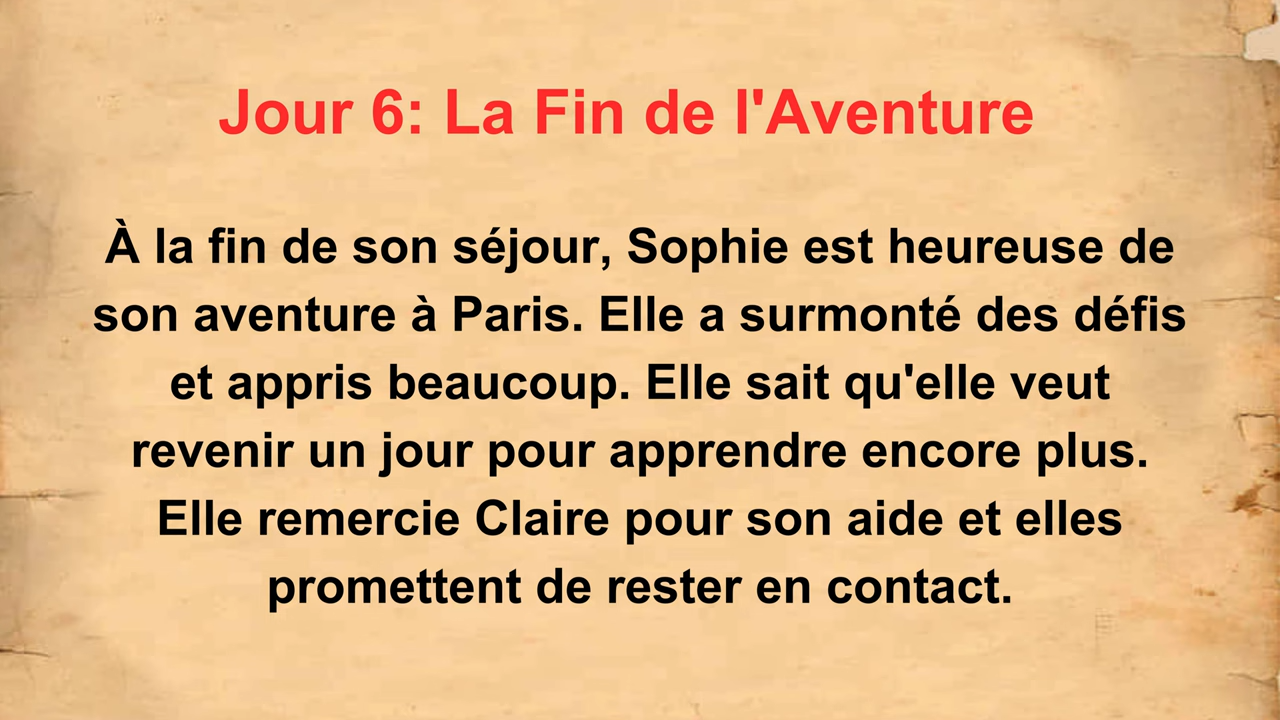 Jour 6: La Fin de l'Aventure
À la fin de son séjour, Sophie est heureuse de
son aventure à Paris. Elle a surmonté des défis
et appris beaucoup. Elle sait qu'elle veut
revenir un jour pour apprendre encore plus.
Elle remercie Claire pour son aide et elles
promettent de rester en contact.